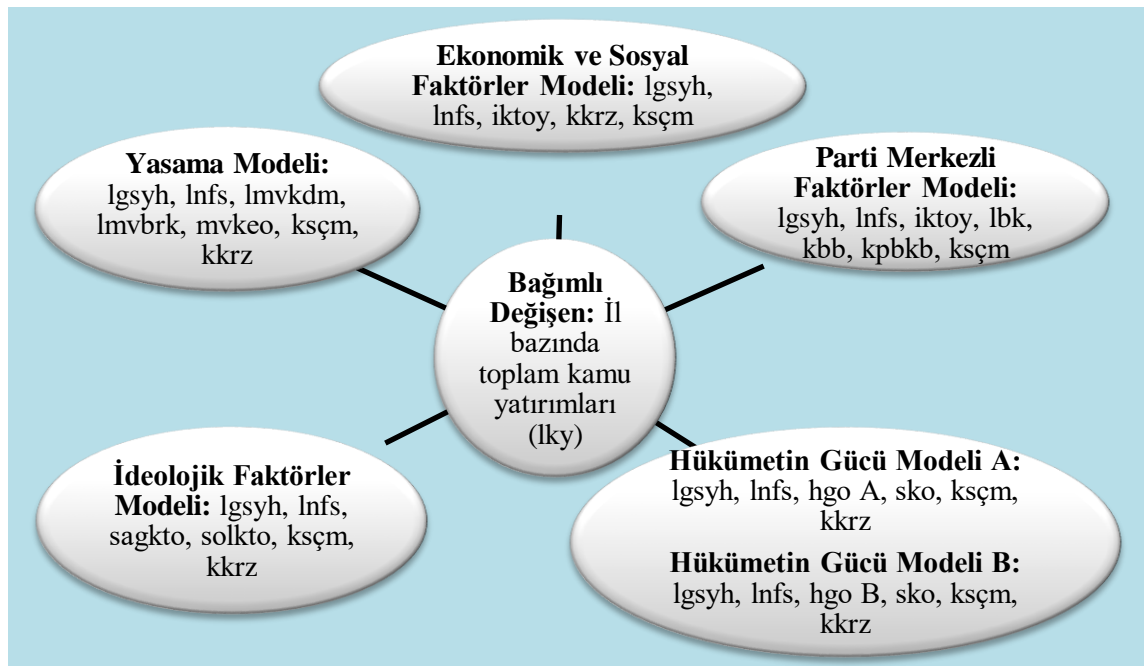 Ekonomik ve Sosyal
Faktörler Modeli: lgsyh,
lnfs, iktoy, kkrz, ksçm
Yasama Modeli:
lgsyh, lnfs, lmvkdm,
lmvbrk, mvkeo, ksçm,
kkrz
Parti Merkezli
Faktörler Modeli:
lgsyh, lnfs, iktoy, lbk,
kbb, kpbkb, ksçm
Bağımlı
Değişen: İl
bazında
toplam kamu
yatırımları
(lky)
İdeolojik Faktörler
Modeli: lgsyh, lnfs,
sagkto, solkto, ksçm,
kkrz
Hükümetin Gücü Modeli A:
lgsyh, lnfs, hgo A, sko, ksçm,
kkrz
Hükümetin Gücü Modeli B:
lgsyh, lnfs, hgo B, sko, ksçm,
kkrz